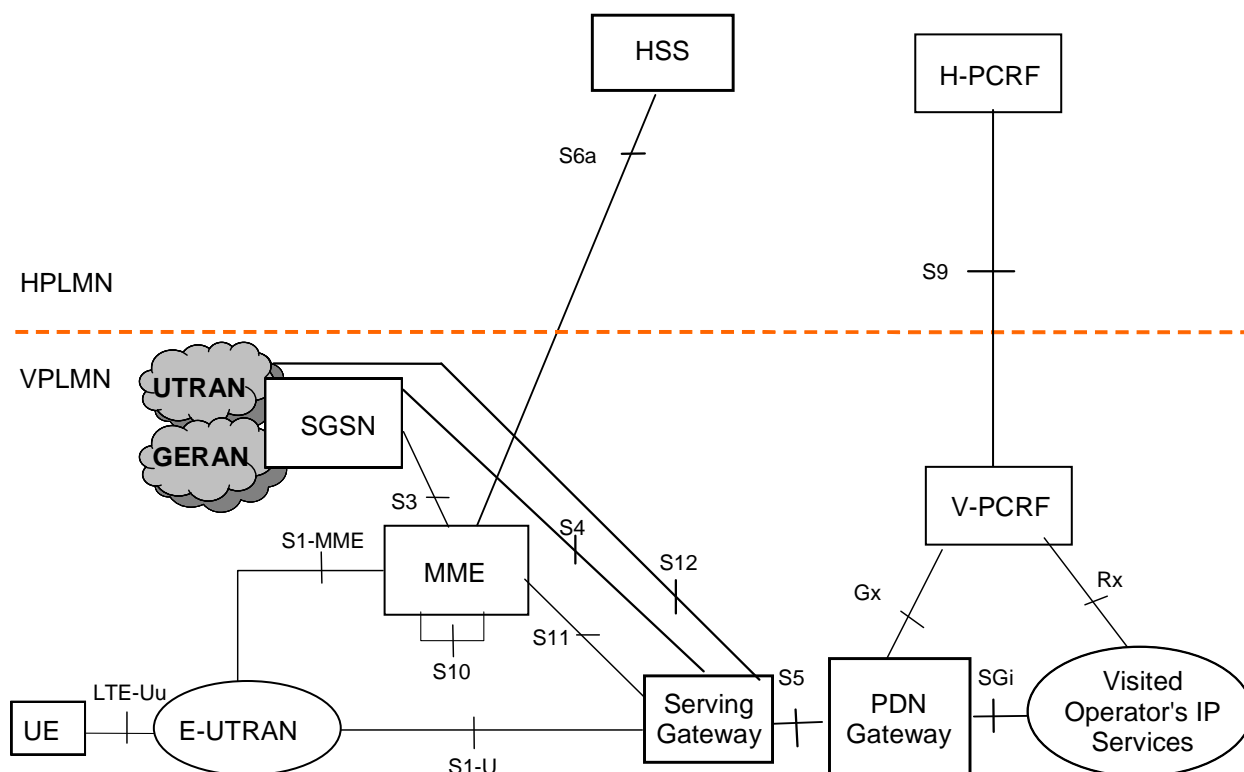 HSS
H-PCRF
S6a
S9
HPLMN
VPLMN
UTRAN
SGSN
GERAN
S3
S4
V-PCRF
S1-MME
MME
S12
Gx
Rx
S11
S10
LTE-Uu
S5
SGi
UE
E-UTRAN
Serving
Gateway
PDN
Gateway
Visited
Operator's IP
Services
S1-U